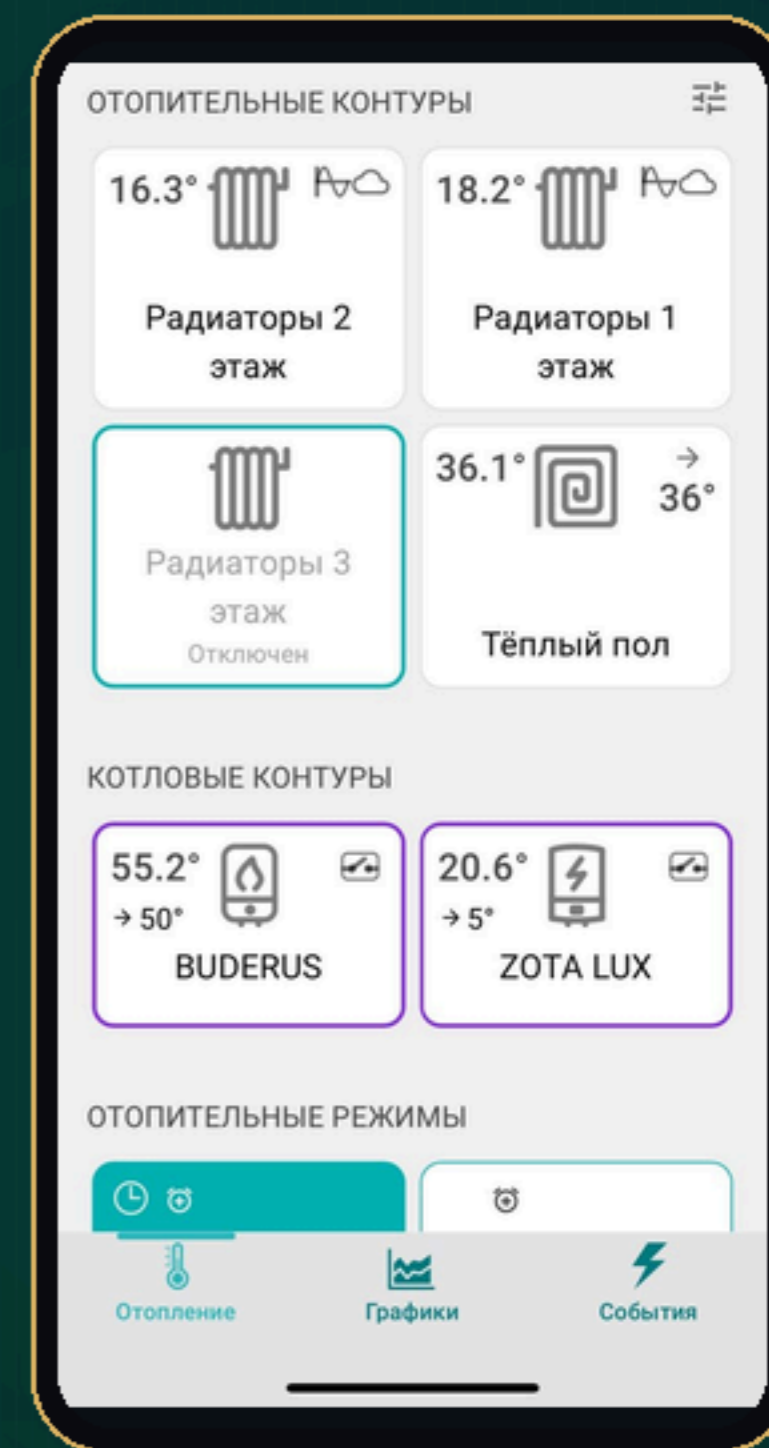 ОТОПИТЕЛЬНЫЕ КОНТУРЫ
16.3°
Радиаторы 2
этаж
18.2°
Радиаторы 1
этаж
Радиаторы 3
этаж
Отключен
36.1°
→
36°
Тёплый пол
КОТЛОВЫЕ КОНТУРЫ
55.2°
→ 50°
BUDERUS
20.6°
→ 5°
ZOTA LUX
ОТОПИТЕЛЬНЫЕ РЕЖИМЫ
Отопление
Графики
События